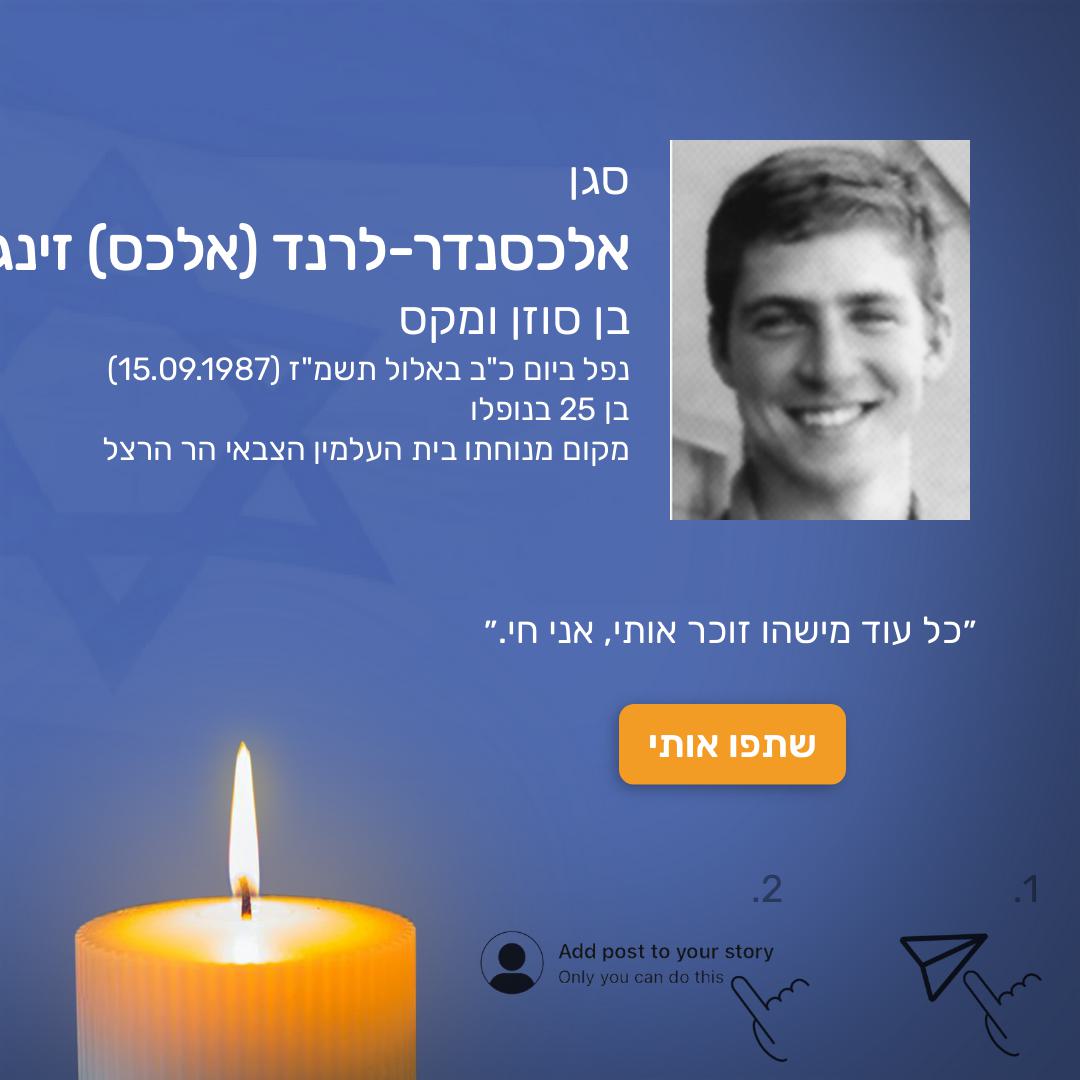 סגן
אלכסנדר-לרנד (אלכס)
בן סוזן ומקס
נפל ביום כ"ב באלול תשמ"ז (15.09.1987)
בן 25 בנופלו
מקום מנוחתו בית העלמין הצבאי הר הרצל
”כל עוד מישהו זוכר אותי, אני חי.”
שתפו אותי
1.
2.
Add post to your story
Only you can do this